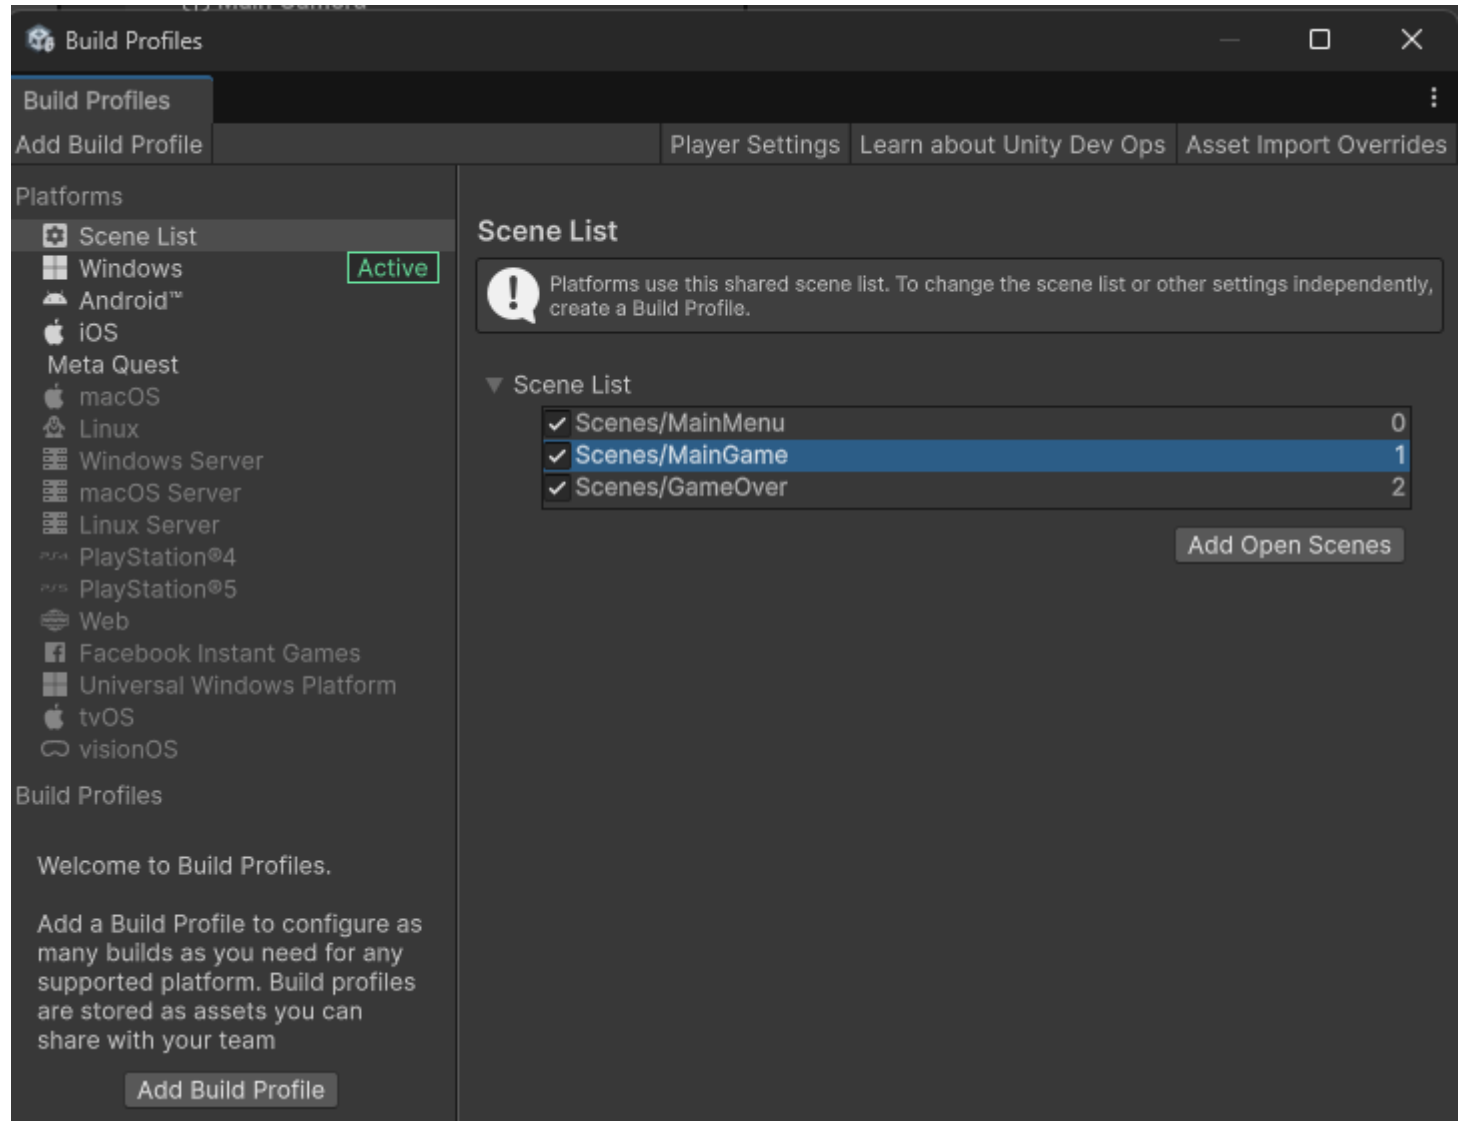 Main Camera
Build Profiles
Build Profiles
Add Build Profile
Player Settings
Learn about Unity Dev Ops
Asset Import Overrides
Platforms
Scene List
Windows
Active
Android™
iOS
Meta Quest
macOS
Linux
Windows Server
macOS Server
Linux Server
PlayStation®4
PlayStation®5
Web
Facebook Instant Games
Universal Windows Platform
tvOS
visionOS
Build Profiles
Welcome to Build Profiles.
Add a Build Profile to configure as
many builds as you need for any
supported platform. Build profiles
are stored as assets you can
share with your team
Add Build Profile
Scene List
Platforms use this shared scene list. To change the scene list or other settings independently,
create a Build Profile.
Scene List
Scenes/MainMenu 0
Scenes/MainGame 1
Scenes/GameOver 2
Add Open Scenes